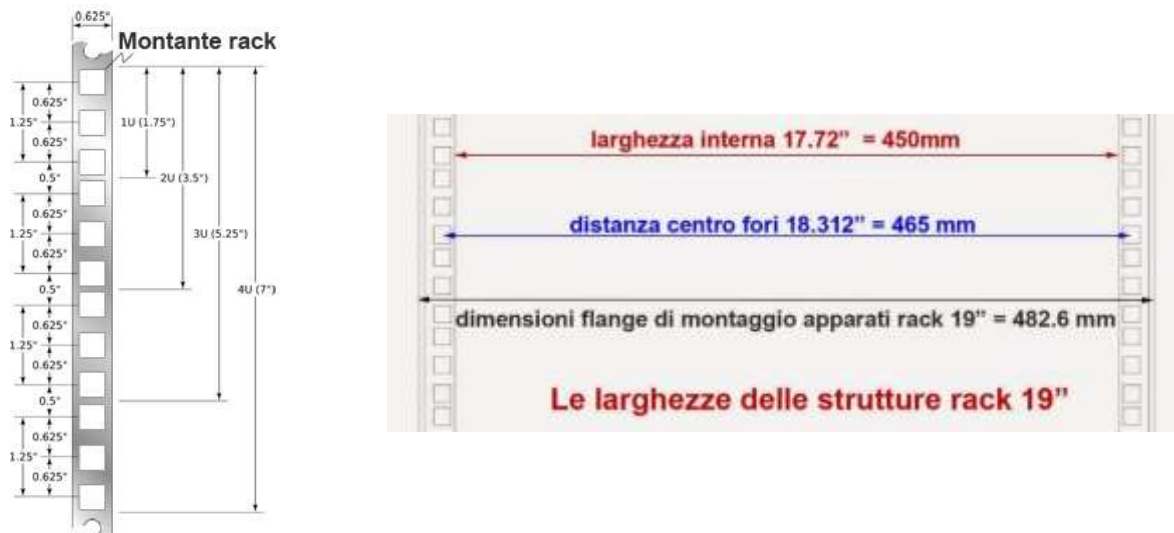 0.625"
Montante rack
0.625"
1.25"
0.625"
0.5"
0.625"
1.25"
0.625"
0.5"
0.625"
1.25"
0.625"
0.5"
0.625"
1.25"
0.625"
1U (1.75")
2U (3.5")
3U (5.25")
4U (7")
larghezza interna 17.72” = 450mm
distanza centro fori 18.312” = 465 mm
dimensioni flange di montaggio apparati rack 19” = 482.6 mm
Le larghezze delle strutture rack 19”